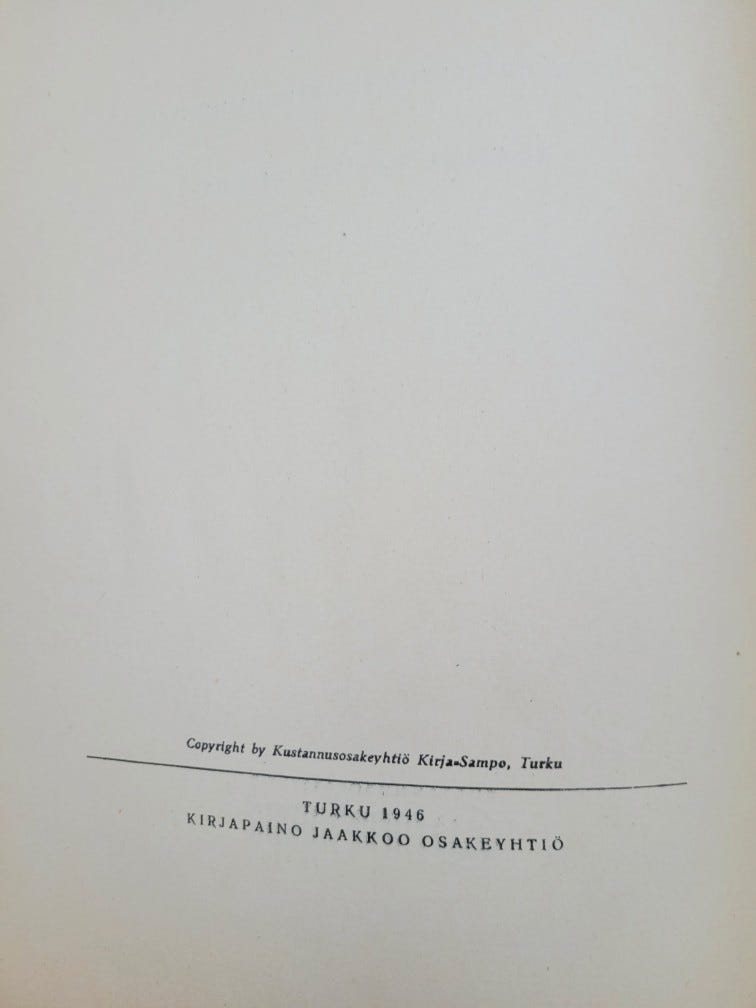 Copyright by Kustannusosakeyhtiö Kirja-Sampo, Turku
TURKU 1946
KIRJAPAINO JAAKKOO OSAKEYHTIÖ